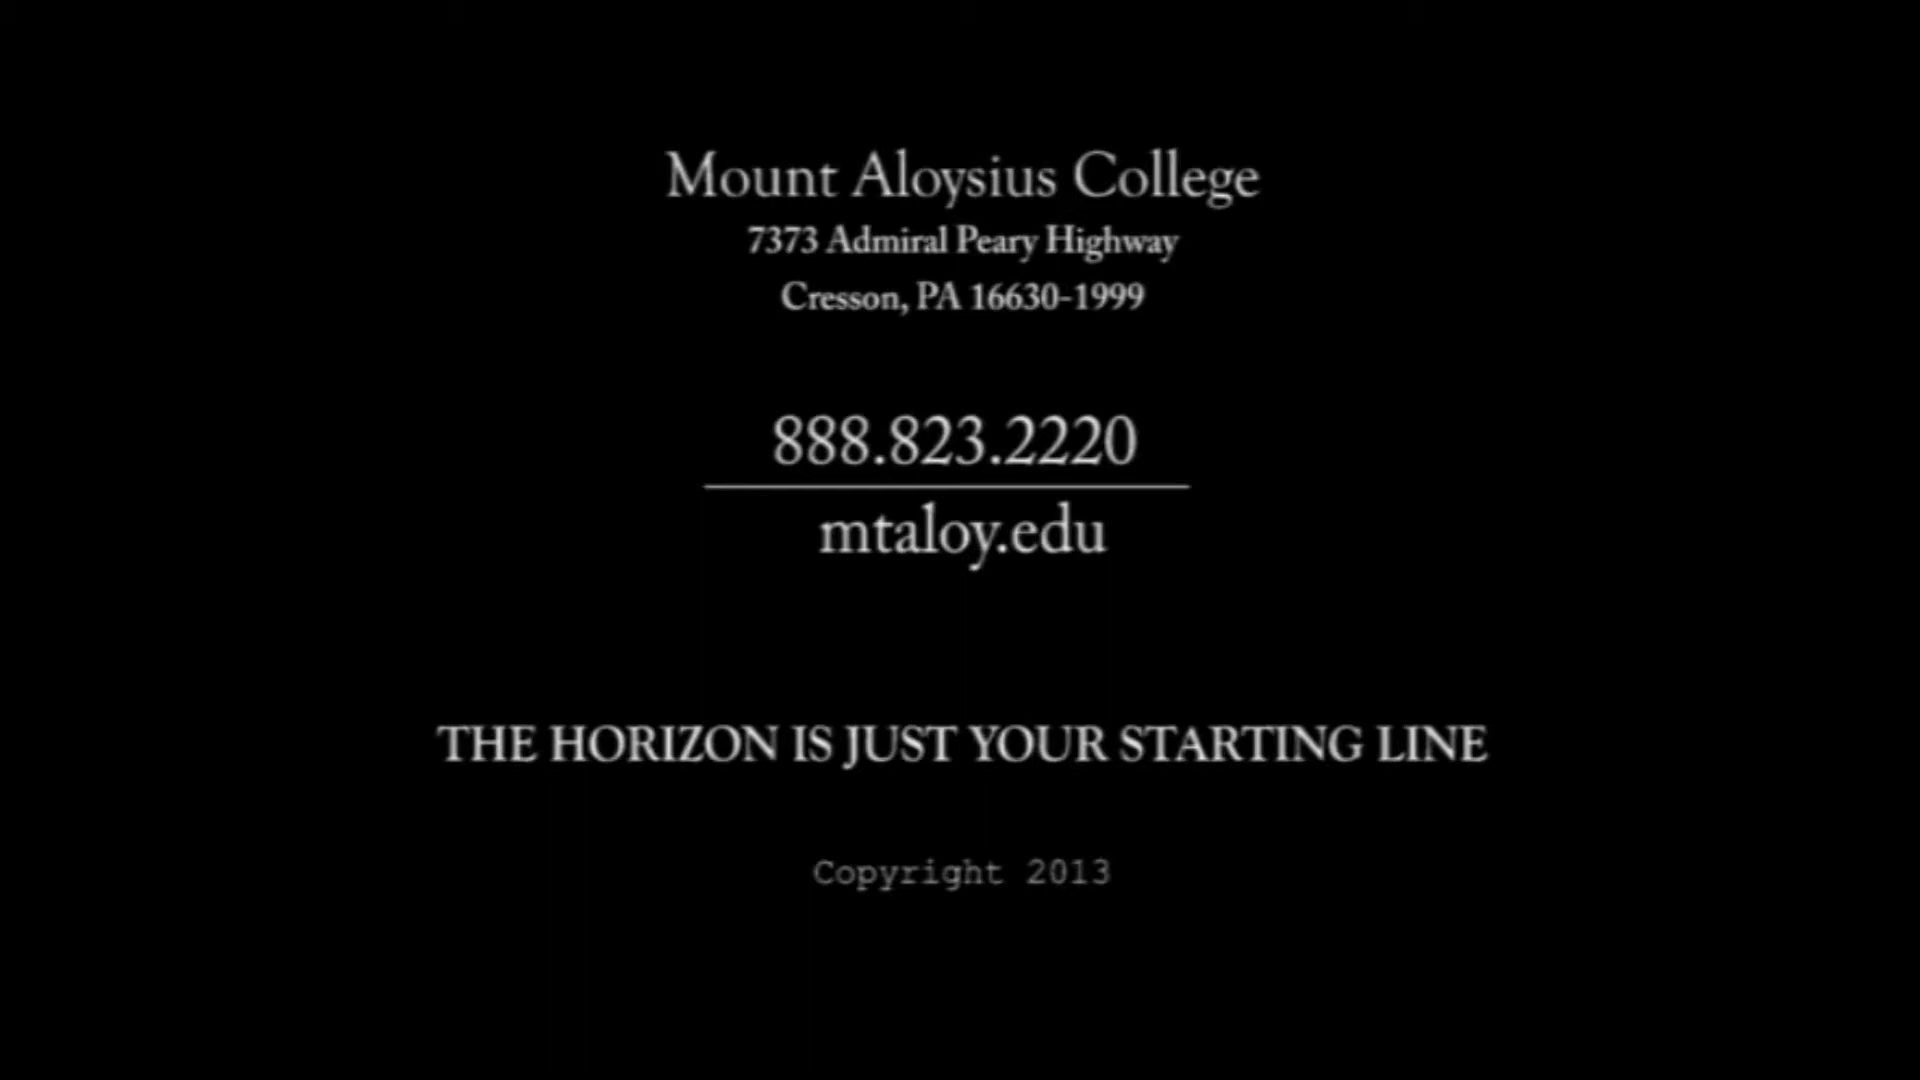 Mount Aloysius College
7373 Admiral Peary Highway
Cresson, PA 16630-1999
888.823.2220
mtaloy.edu
THE HORIZON IS JUST YOUR STARTING LINE
Copyright 2013